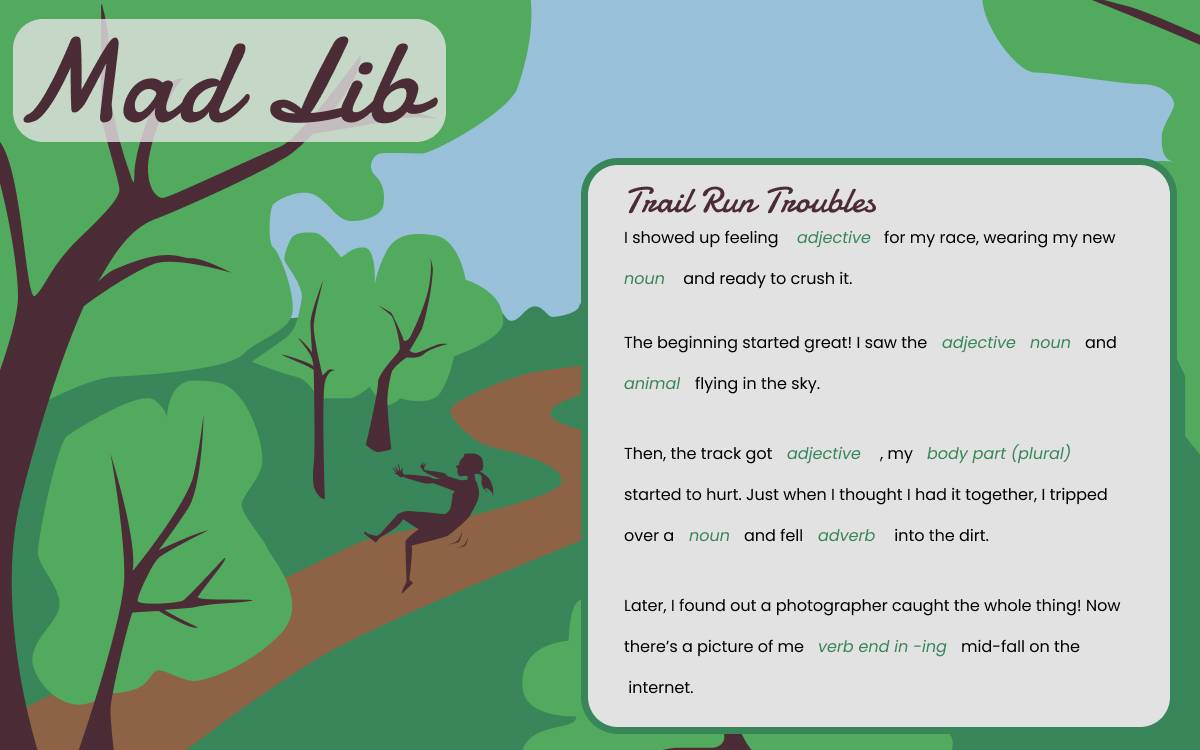 Mad Lib
Trail Run Troubles
I showed up feeling adjective for my race, wearing my new
noun and ready to crush it.
The beginning started great! I saw the adjective noun and
animal flying in the sky.
Then, the track got adjective , my body part (plural)
started to hurt. Just when I thought I had it together, I tripped
over a noun and fell adverb into the dirt.
Later, I found out a photographer caught the whole thing! Now
there’s a picture of me verb end in -ing mid-fall on the
internet.